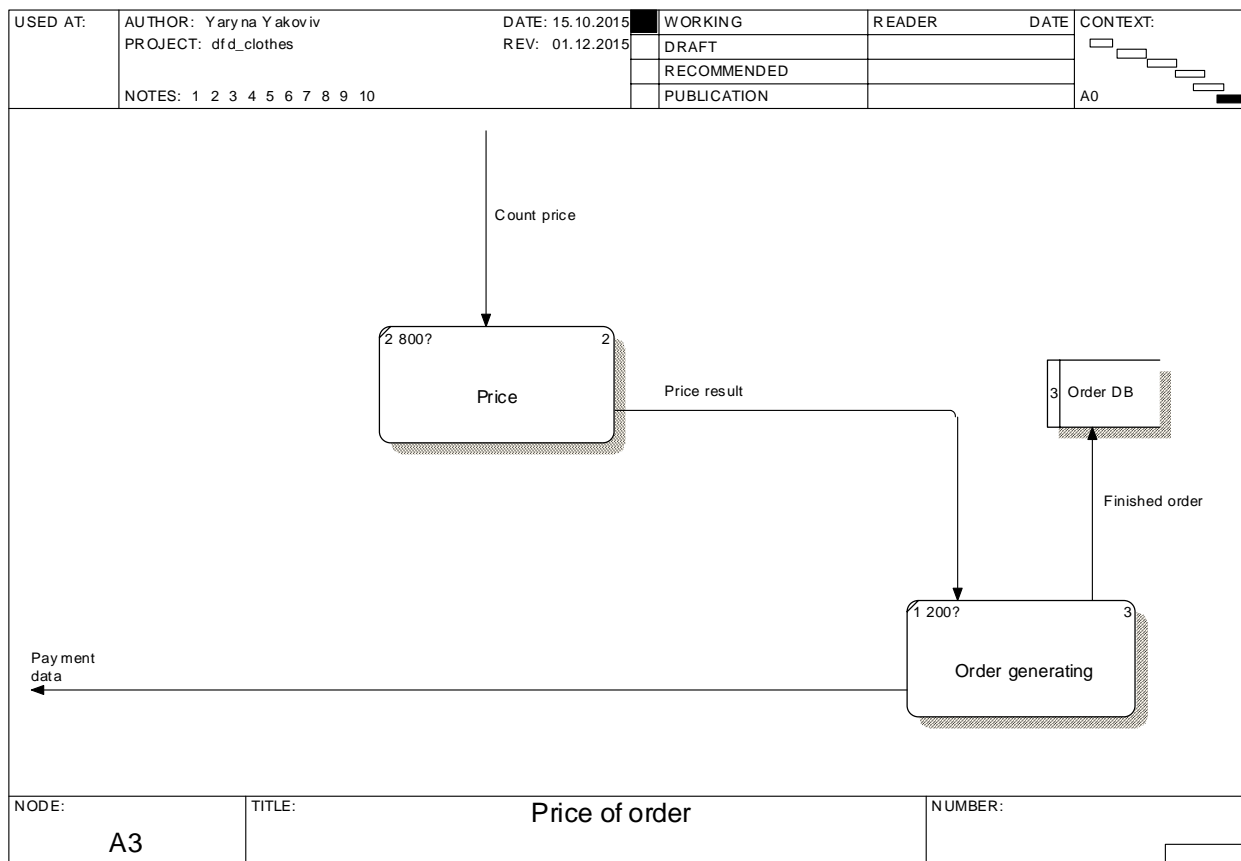 USED AT:
AUTHOR: Yaryna Yakoviv
DATE: 15.10.2015
PROJECT: dfd_clothes
REV: 01.12.2015
NOTES: 1 2 3 4 5 6 7 8 9 10
WORKING
DRAFT
RECOMMENDED
PUBLICATION
READER DATE
CONTEXT:
A0
Count price
2 800? 2
Price
Price result
3 Order DB
Finished order
1 200? 3
Order generating
Payment
data
NODE:
A3
TITLE:
Price of order
NUMBER: